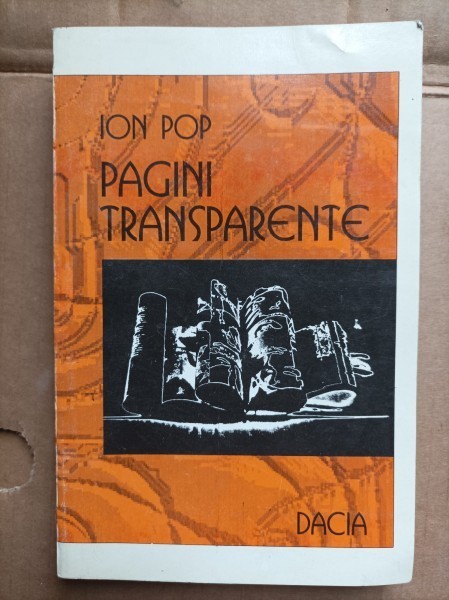 ION POP
PAGINI
TRANSPARENTE
DACIA